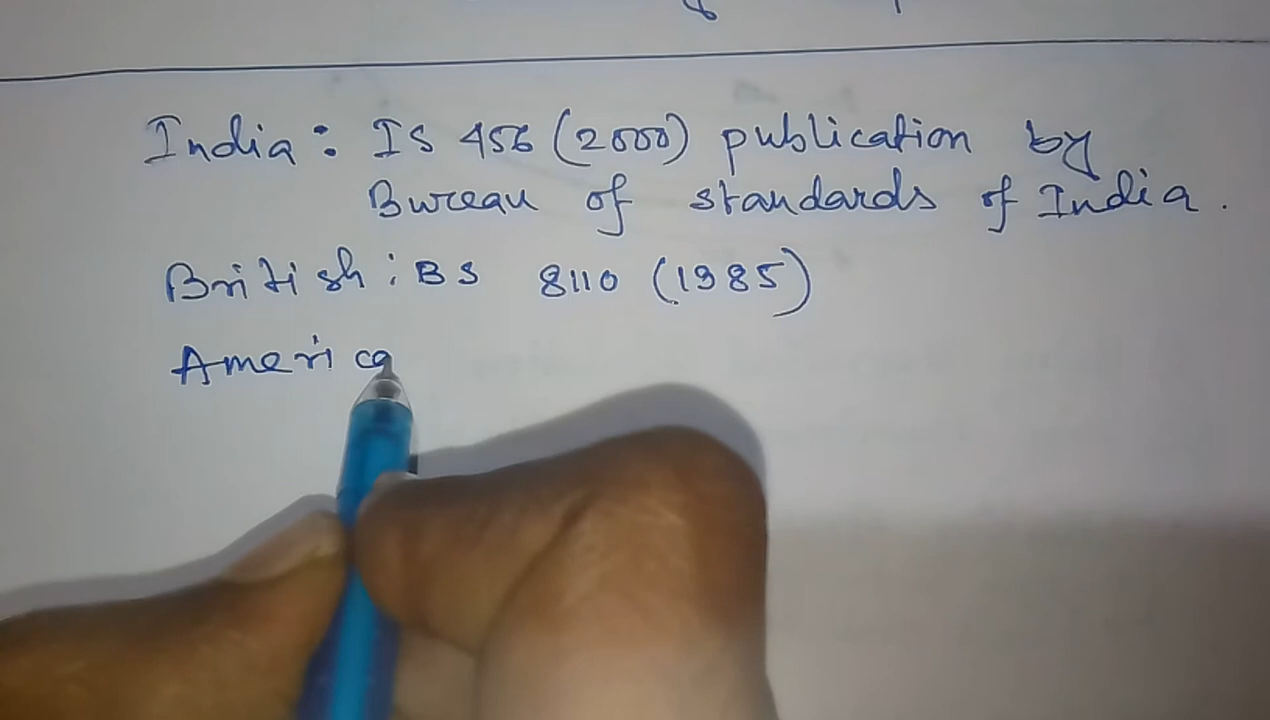 India: IS 456 (2000) publication by
Bureau of standards of India.
British: BS 8110 (1985)
America